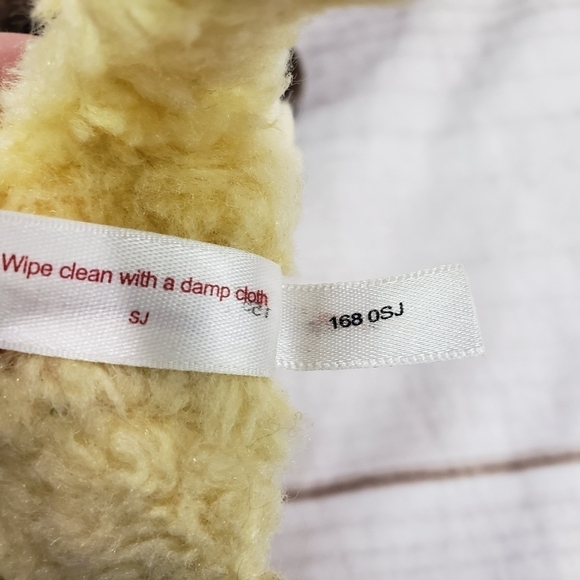 Wipe clean with a damp cloth
SJ
168 0SJ